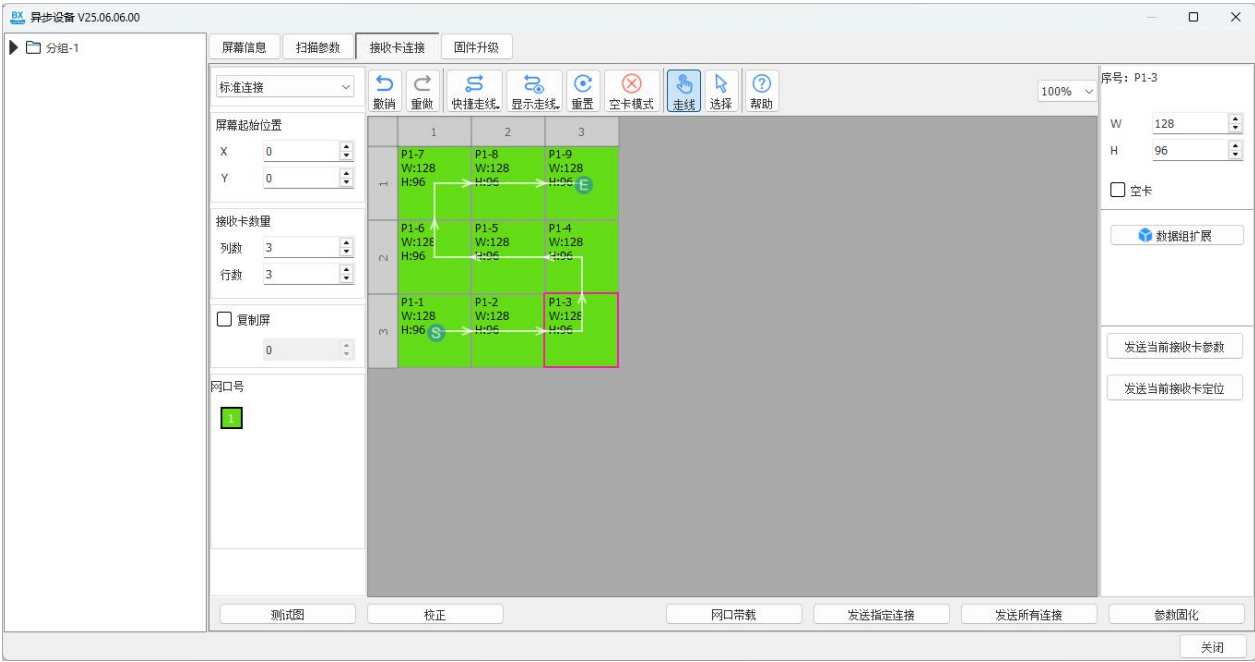 BX 异步设备 V25.06.06.00
分组-1
屏幕信息 扫描参数 接收卡连接 固件升级
标准连接
撤销 重做 快捷走线 显示走线 重置 空卡模式 走线 选择 帮助
100%
屏幕起始位置
X 0
Y 0
接收卡数量
列数 3
行数 3
复制屏
0
网口号
1
1 2 3
1
P1-7 P1-8 P1-9
W:128 W:128 W:128
H:96 H:96 H:96 E
2
P1-6 P1-5 P1-4
W:128 W:128 W:128
H:96 H:96 H:96
3
P1-1 P1-2 P1-3
W:128 W:128 W:128
H:96 S H:96 H:96
序号: P1-3
W 128
H 96
空卡
数据组扩展
发送当前接收卡参数
发送当前接收卡定位
测试图 校正 网口带载 发送指定连接 发送所有连接 参数固化
关闭